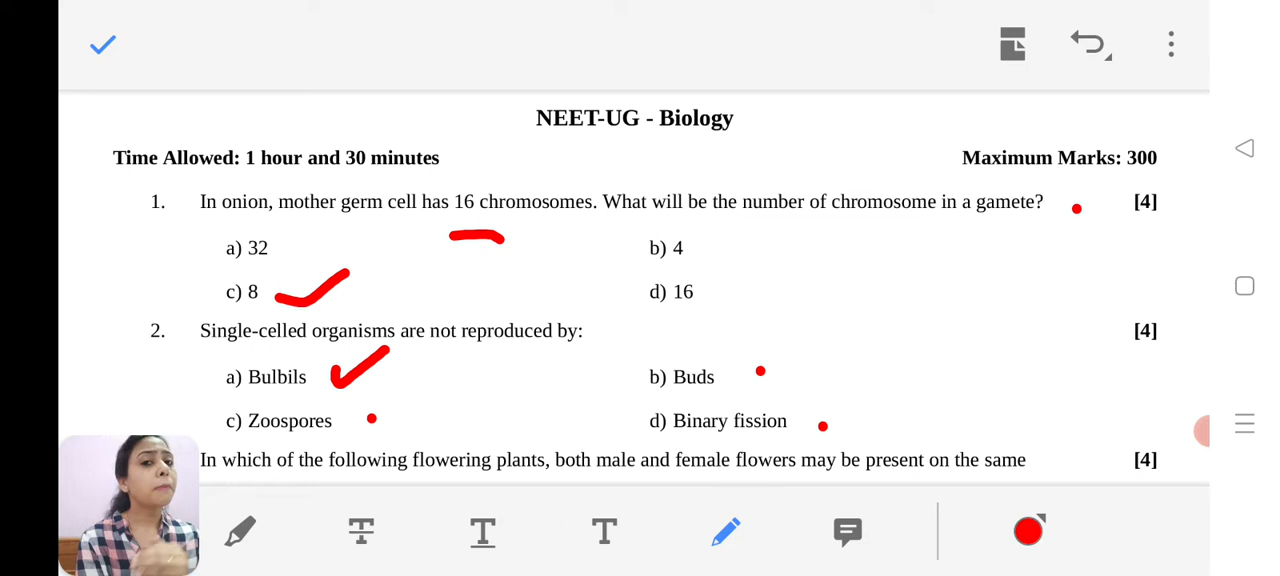 NEET-UG - Biology
Time Allowed: 1 hour and 30 minutes Maximum Marks: 300
1. In onion, mother germ cell has 16 chromosomes. What will be the number of chromosome in a gamete? [4]
a) 32 b) 4
c) 8 d) 16
2. Single-celled organisms are not reproduced by: [4]
a) Bulbils b) Buds
c) Zoospores d) Binary fission
In which of the following flowering plants, both male and female flowers may be present on the same [4]
T T T